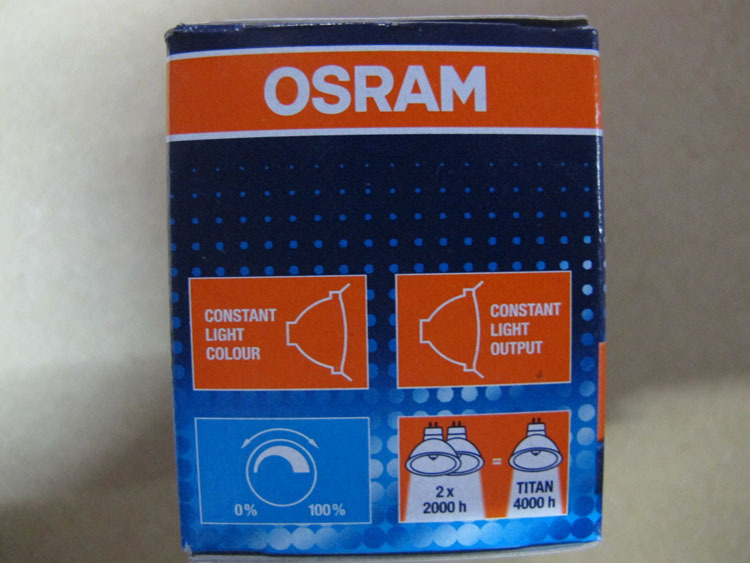 OSRAM
CONSTANT
LIGHT
COLOUR
CONSTANT
LIGHT
OUTPUT
0% 100%
2 x
2000 h
=
TITAN
4000 h